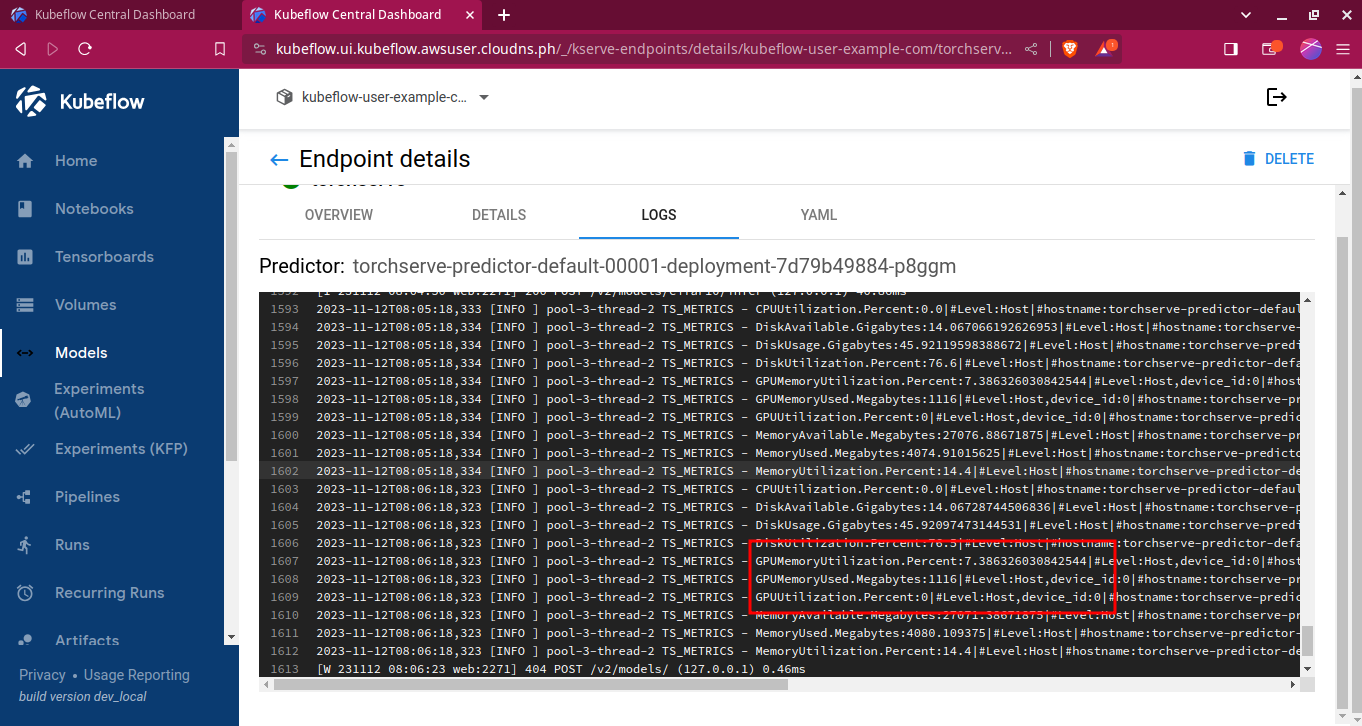 Kubeflow Central Dashboard
Kubeflow Central Dashboard
kubeflow.ui.kubeflow.awsuser.cloudns.ph/_/kserve-endpoints/details/kubeflow-user-example-com/torchserv...
Kubeflow
Home
Notebooks
Tensorboards
Volumes
Models
Experiments
(AutoML)
Experiments (KFP)
Pipelines
Runs
Recurring Runs
Artifacts
Privacy • Usage Reporting
build version dev_local
kubeflow-user-example-c...
Endpoint details
DELETE
torchserve
OVERVIEW
DETAILS
LOGS
YAML
Predictor: torchserve-predictor-default-00001-deployment-7d79b49884-p8ggm
1592 [I 231112 08:04:50 web:2271] 200 POST /v2/models/cifar10/infer (127.0.0.1) 40.80ms
1593 2023-11-12T08:05:18,333 [INFO ] pool-3-thread-2 TS_METRICS - CPUUtilization.Percent:0.0|#Level:Host|#hostname:torchserve-predictor-defaul
1594 2023-11-12T08:05:18,334 [INFO ] pool-3-thread-2 TS_METRICS - DiskAvailable.Gigabytes:14.067066192626953|#Level:Host|#hostname:torchserve-
1595 2023-11-12T08:05:18,334 [INFO ] pool-3-thread-2 TS_METRICS - DiskUsage.Gigabytes:45.92119598388672|#Level:Host|#hostname:torchserve-predi
1596 2023-11-12T08:05:18,334 [INFO ] pool-3-thread-2 TS_METRICS - DiskUtilization.Percent:76.6|#Level:Host|#hostname:torchserve-predictor-defa
1597 2023-11-12T08:05:18,334 [INFO ] pool-3-thread-2 TS_METRICS - GPUMemoryUtilization.Percent:7.386326030842544|#Level:Host,device_id:0|#host
1598 2023-11-12T08:05:18,334 [INFO ] pool-3-thread-2 TS_METRICS - GPUMemoryUsed.Megabytes:1116|#Level:Host,device_id:0|#hostname:torchserve-pr
1599 2023-11-12T08:05:18,334 [INFO ] pool-3-thread-2 TS_METRICS - GPUUtilization.Percent:0|#Level:Host,device_id:0|#hostname:torchserve-predic
1600 2023-11-12T08:05:18,334 [INFO ] pool-3-thread-2 TS_METRICS - MemoryAvailable.Megabytes:27076.88671875|#Level:Host|#hostname:torchserve-pr
1601 2023-11-12T08:05:18,334 [INFO ] pool-3-thread-2 TS_METRICS - MemoryUsed.Megabytes:4074.91015625|#Level:Host|#hostname:torchserve-predicto
1602 2023-11-12T08:05:18,334 [INFO ] pool-3-thread-2 TS_METRICS - MemoryUtilization.Percent:14.4|#Level:Host|#hostname:torchserve-predictor-de
1603 2023-11-12T08:06:18,323 [INFO ] pool-3-thread-2 TS_METRICS - CPUUtilization.Percent:0.0|#Level:Host|#hostname:torchserve-predictor-defaul
1604 2023-11-12T08:06:18,323 [INFO ] pool-3-thread-2 TS_METRICS - DiskAvailable.Gigabytes:14.06728744506836|#Level:Host|#hostname:torchserve-p
1605 2023-11-12T08:06:18,323 [INFO ] pool-3-thread-2 TS_METRICS - DiskUsage.Gigabytes:45.92097473144531|#Level:Host|#hostname:torchserve-predi
1606 2023-11-12T08:06:18,323 [INFO ] pool-3-thread-2 TS_METRICS - DiskUtilization.Percent:76.5|#Level:Host|#hostname:torchserve-predictor-defa
1607 2023-11-12T08:06:18,323 [INFO ] pool-3-thread-2 TS_METRICS - GPUMemoryUtilization.Percent:7.386326030842544|#Level:Host,device_id:0|#host
1608 2023-11-12T08:06:18,323 [INFO ] pool-3-thread-2 TS_METRICS - GPUMemoryUsed.Megabytes:1116|#Level:Host,device_id:0|#hostname:torchserve-pr
1609 2023-11-12T08:06:18,323 [INFO ] pool-3-thread-2 TS_METRICS - GPUUtilization.Percent:0|#Level:Host,device_id:0|#hostname:torchserve-predic
1610 2023-11-12T08:06:18,323 [INFO ] pool-3-thread-2 TS_METRICS - MemoryAvailable.Megabytes:27071.38671875|#Level:Host|#hostname:torchserve-pr
1611 2023-11-12T08:06:18,323 [INFO ] pool-3-thread-2 TS_METRICS - MemoryUsed.Megabytes:4080.109375|#Level:Host|#hostname:torchserve-predictor-
1612 2023-11-12T08:06:18,323 [INFO ] pool-3-thread-2 TS_METRICS - MemoryUtilization.Percent:14.4|#Level:Host|#hostname:torchserve-predictor-de
1613 [W 231112 08:06:23 web:2271] 404 POST /v2/models/ (127.0.0.1) 0.46ms